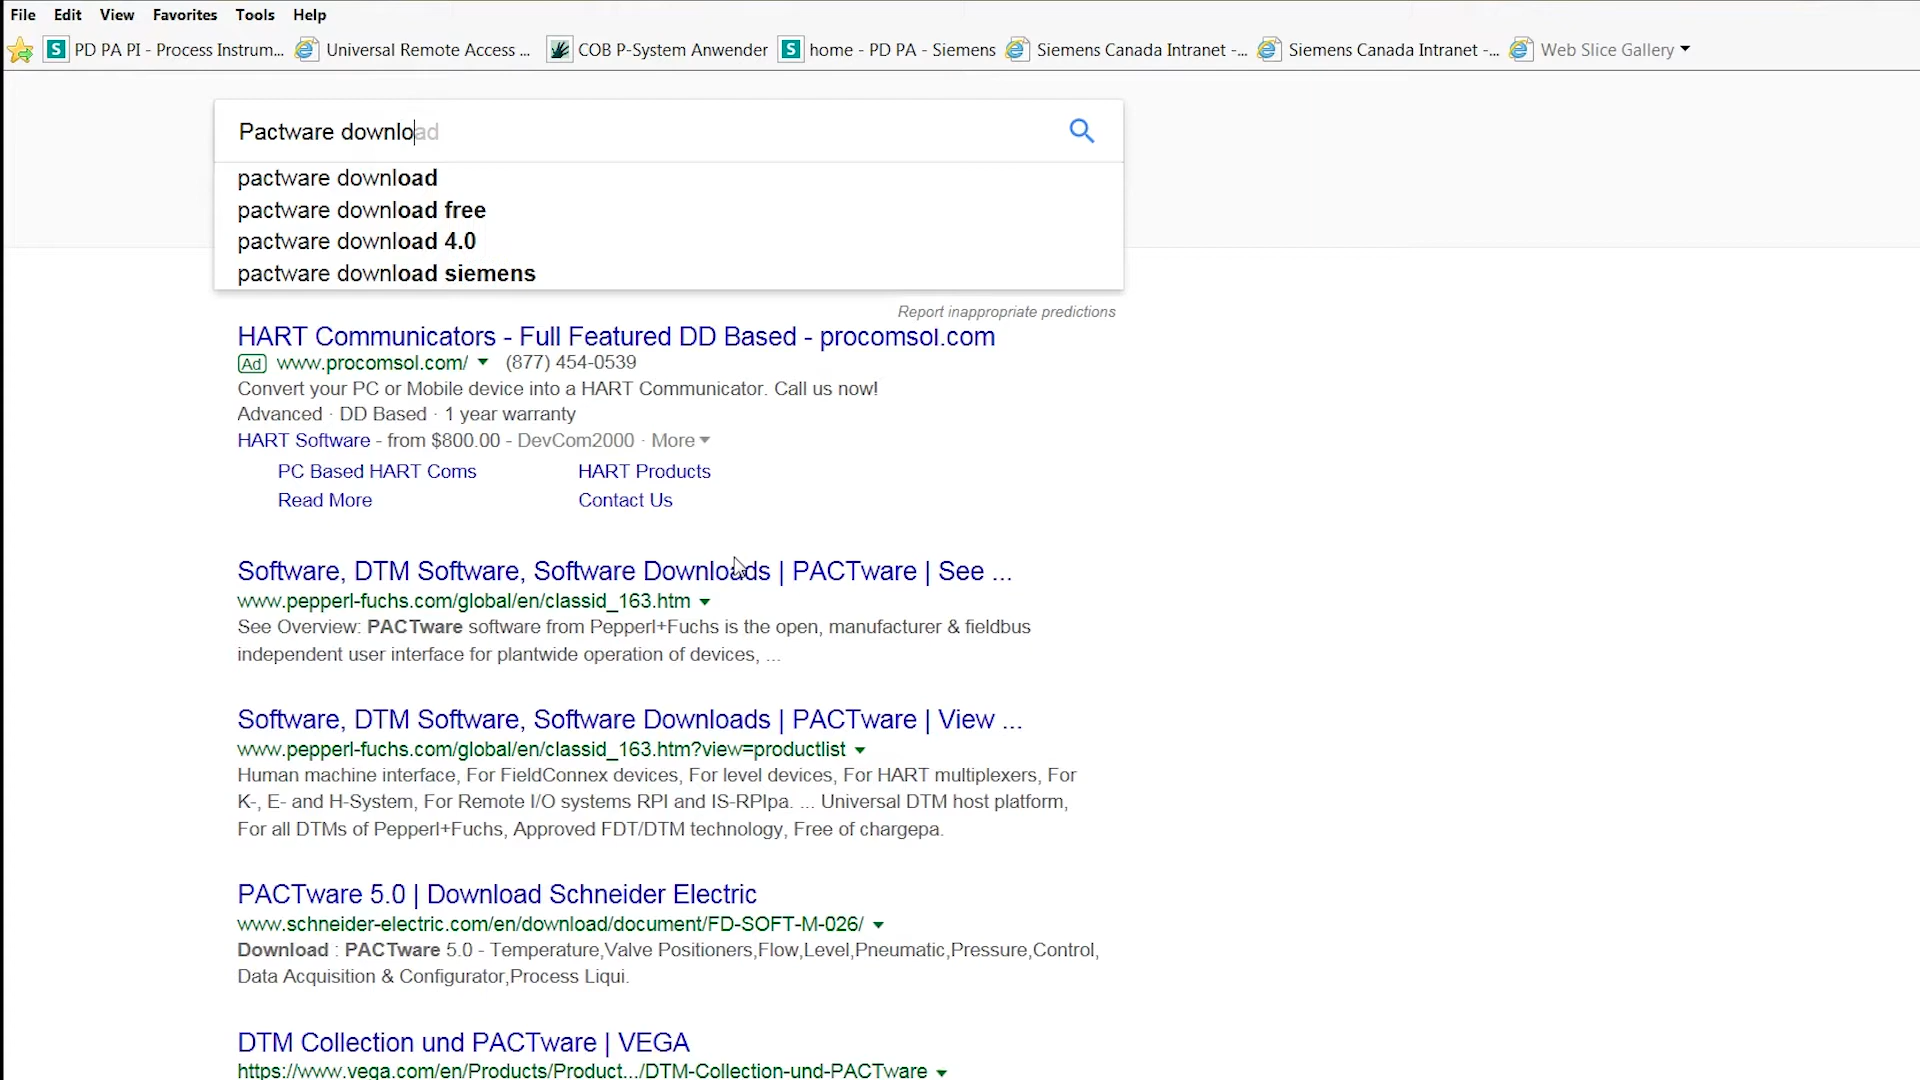 File Edit View Favorites Tools Help
PD PA PI - Process Instrum... Universal Remote Access ... COB P-System Anwender S home - PD PA - Siemens Siemens Canada Intranet -... Siemens Canada Intranet -... Web Slice Gallery
Pactware download
pactware download
pactware download free
pactware download 4.0
pactware download siemens
Report inappropriate predictions
HART Communicators - Full Featured DD Based - procomsol.com
Ad www.procomsol.com/ (877) 454-0539
Convert your PC or Mobile device into a HART Communicator. Call us now!
Advanced · DD Based · 1 year warranty
HART Software - from $800.00 - DevCom2000 · More
PC Based HART Coms HART Products
Read More Contact Us
Software, DTM Software, Software Downloads | PACTware | See ...
www.pepperl-fuchs.com/global/en/classid_163.htm
See Overview: PACTware software from Pepperl+Fuchs is the open, manufacturer & fieldbus
independent user interface for plantwide operation of devices, ...
Software, DTM Software, Software Downloads | PACTware | View ...
www.pepperl-fuchs.com/global/en/classid_163.htm?view=productlist
Human machine interface, For FieldConnex devices, For level devices, For HART multiplexers, For
K-, E- and H-System, For Remote I/O systems RPI and IS-RPIpa. ... Universal DTM host platform,
For all DTMs of Pepperl+Fuchs, Approved FDT/DTM technology, Free of chargepa.
PACTware 5.0 | Download Schneider Electric
www.schneider-electric.com/en/download/document/FD-SOFT-M-026/
Download : PACTware 5.0 - Temperature,Valve Positioners,Flow,Level,Pneumatic,Pressure,Control,
Data Acquisition & Configurator,Process Liqui.
DTM Collection und PACTware | VEGA
https://www.vega.com/en/Products/Product.../DTM-Collection-und-PACTware